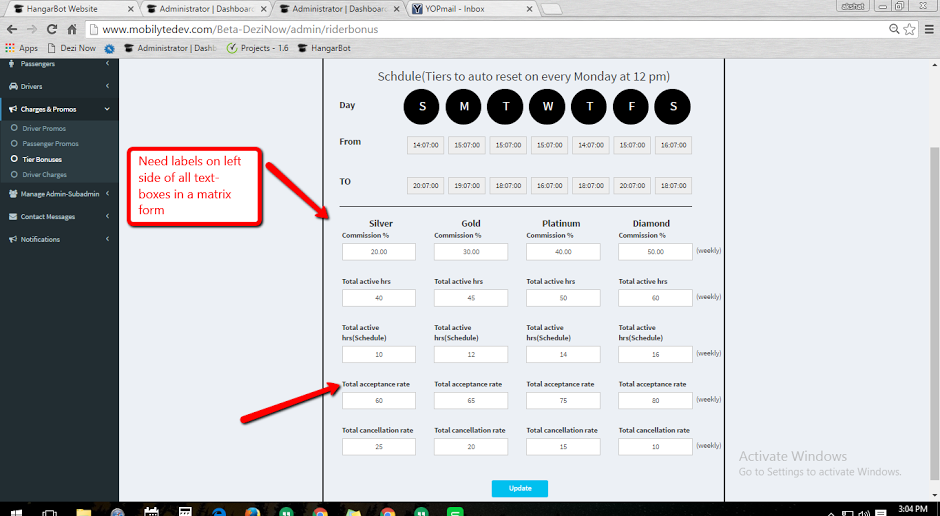 HangarBot Website
Administrator | Dashboard
Administrator | Dashboard
YOPmail - Inbox
akshat
www.mobilytedev.com/Beta-DeziNow/admin/riderbonus
Apps
Dezi Now
Administrator | Dashb
Projects - 1.6
HangarBot
Passengers
Drivers
Charges & Promos
Driver Promos
Passenger Promos
Tier Bonuses
Driver Charges
Manage Admin-Subadmin
Contact Messages
Notifications
Need labels on left
side of all text-
boxes in a matrix
form
Schdule(Tiers to auto reset on every Monday at 12 pm)
Day S M T W T F S
From 14:07:00 15:07:00 15:07:00 15:07:00 14:07:00 15:07:00 16:07:00
TO 20:07:00 19:07:00 18:07:00 16:07:00 18:07:00 20:07:00 18:07:00
Silver Gold Platinum Diamond
Commission % Commission % Commission % Commission %
20.00 30.00 40.00 50.00 (weekly)
Total active hrs Total active hrs Total active hrs Total active hrs
40 45 50 60 (weekly)
Total active Total active Total active Total active
hrs(Schedule) hrs(Schedule) hrs(Schedule) hrs(Schedule)
10 12 14 16 (weekly)
Total acceptance rate Total acceptance rate Total acceptance rate Total acceptance rate
60 65 75 80 (weekly)
Total cancellation rate Total cancellation rate Total cancellation rate Total cancellation rate
25 20 15 10 (weekly)
Update
Activate Windows
Go to Settings to activate Windows.
3:04 PM